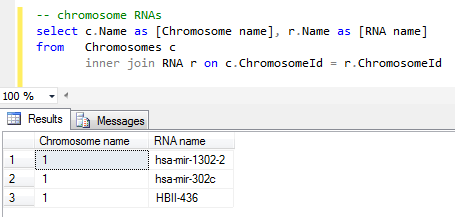 -- chromosome RNAs
select c.Name as [Chromosome name], r.Name as [RNA name]
from Chromosomes c
inner join RNA r on c.ChromosomeId = r.ChromosomeId
100 %
Results Messages
Chromosome name RNA name
1 1 hsa-mir-1302-2
2 1 hsa-mir-302c
3 1 HBII-436